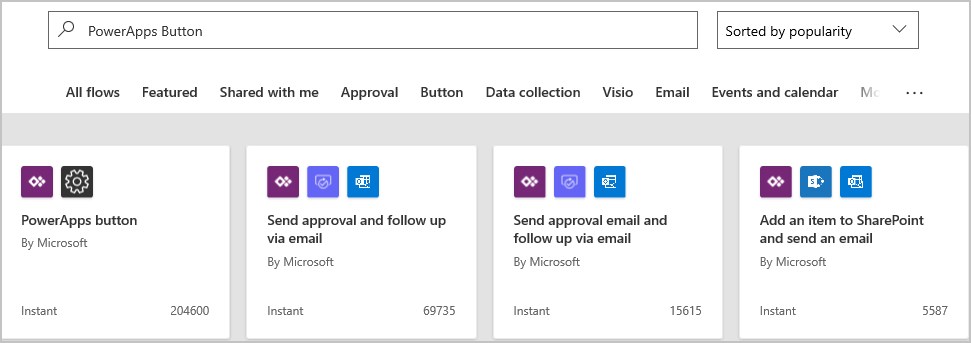 PowerApps Button
Sorted by popularity
All flows Featured Shared with me Approval Button Data collection Visio Email Events and calendar Mo ...
PowerApps button
By Microsoft
Instant 204600
Send approval and follow up
via email
By Microsoft
Instant 69735
Send approval email and
follow up via email
By Microsoft
Instant 15615
Add an item to SharePoint
and send an email
By Microsoft
Instant 5587